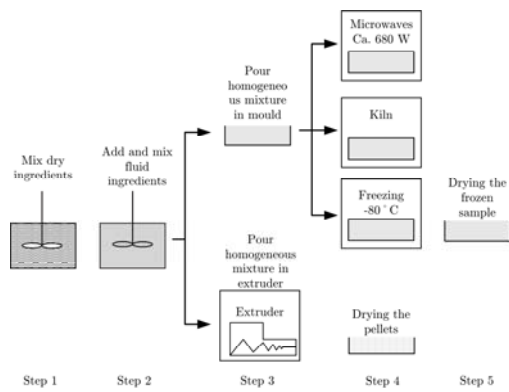 Mix dry
ingredients
Add and mix
fluid
ingredients
Pour
homogeneo
us mixture
in mould
Microwaves
Ca. 680 W
Kiln
Freezing
-80˚C
Drying the
frozen
sample
Pour
homogeneous
mixture in
extruder
Extruder
Drying the
pellets
Step 1
Step 2
Step 3
Step 4
Step 5